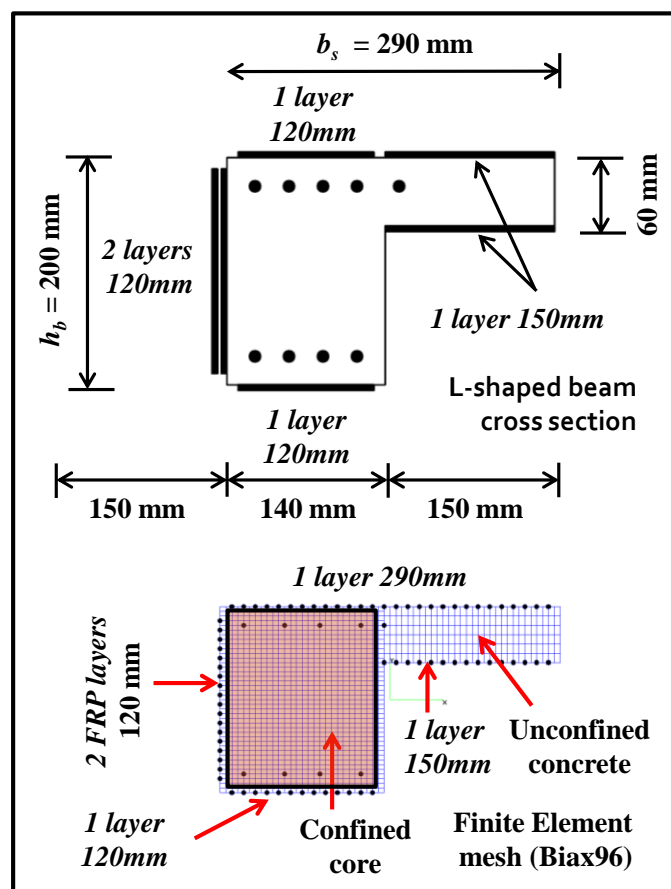 b_s = 290 mm
1 layer
120mm
h_b = 200 mm
2 layers
120mm
60 mm
1 layer 150mm
L-shaped beam
cross section
1 layer
120mm
150 mm
140 mm
150 mm
1 layer 290mm
2 FRP layers
120 mm
1 layer
150mm
Unconfined
concrete
1 layer
120mm
Confined
core
Finite Element
mesh (Biax96)